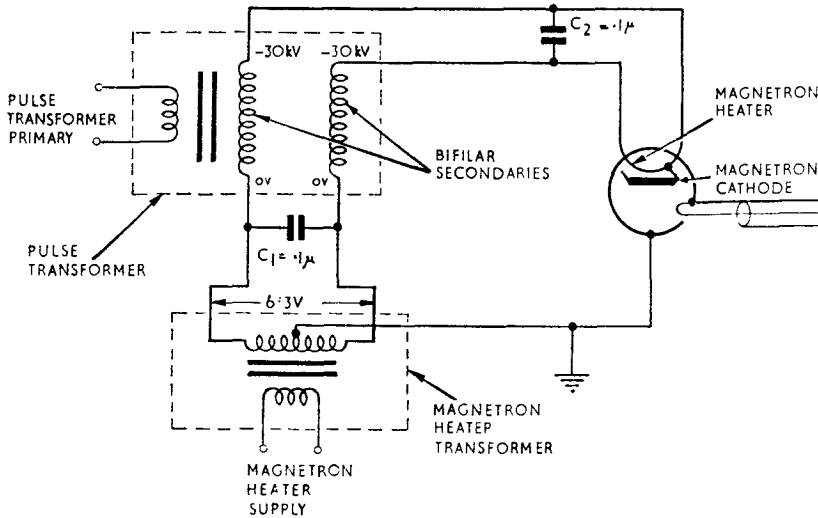 C₂ = ·1μ
–30kV –30kV
PULSE
TRANSFORMER
PRIMARY
MAGNETRON
HEATER
BIFILAR
SECONDARIES
MAGNETRON
CATHODE
0V 0V
PULSE
TRANSFORMER
C₁ = ·1μ
6·3V
MAGNETRON
HEATEP
TRANSFORMER
MAGNETRON
HEATER
SUPPLY